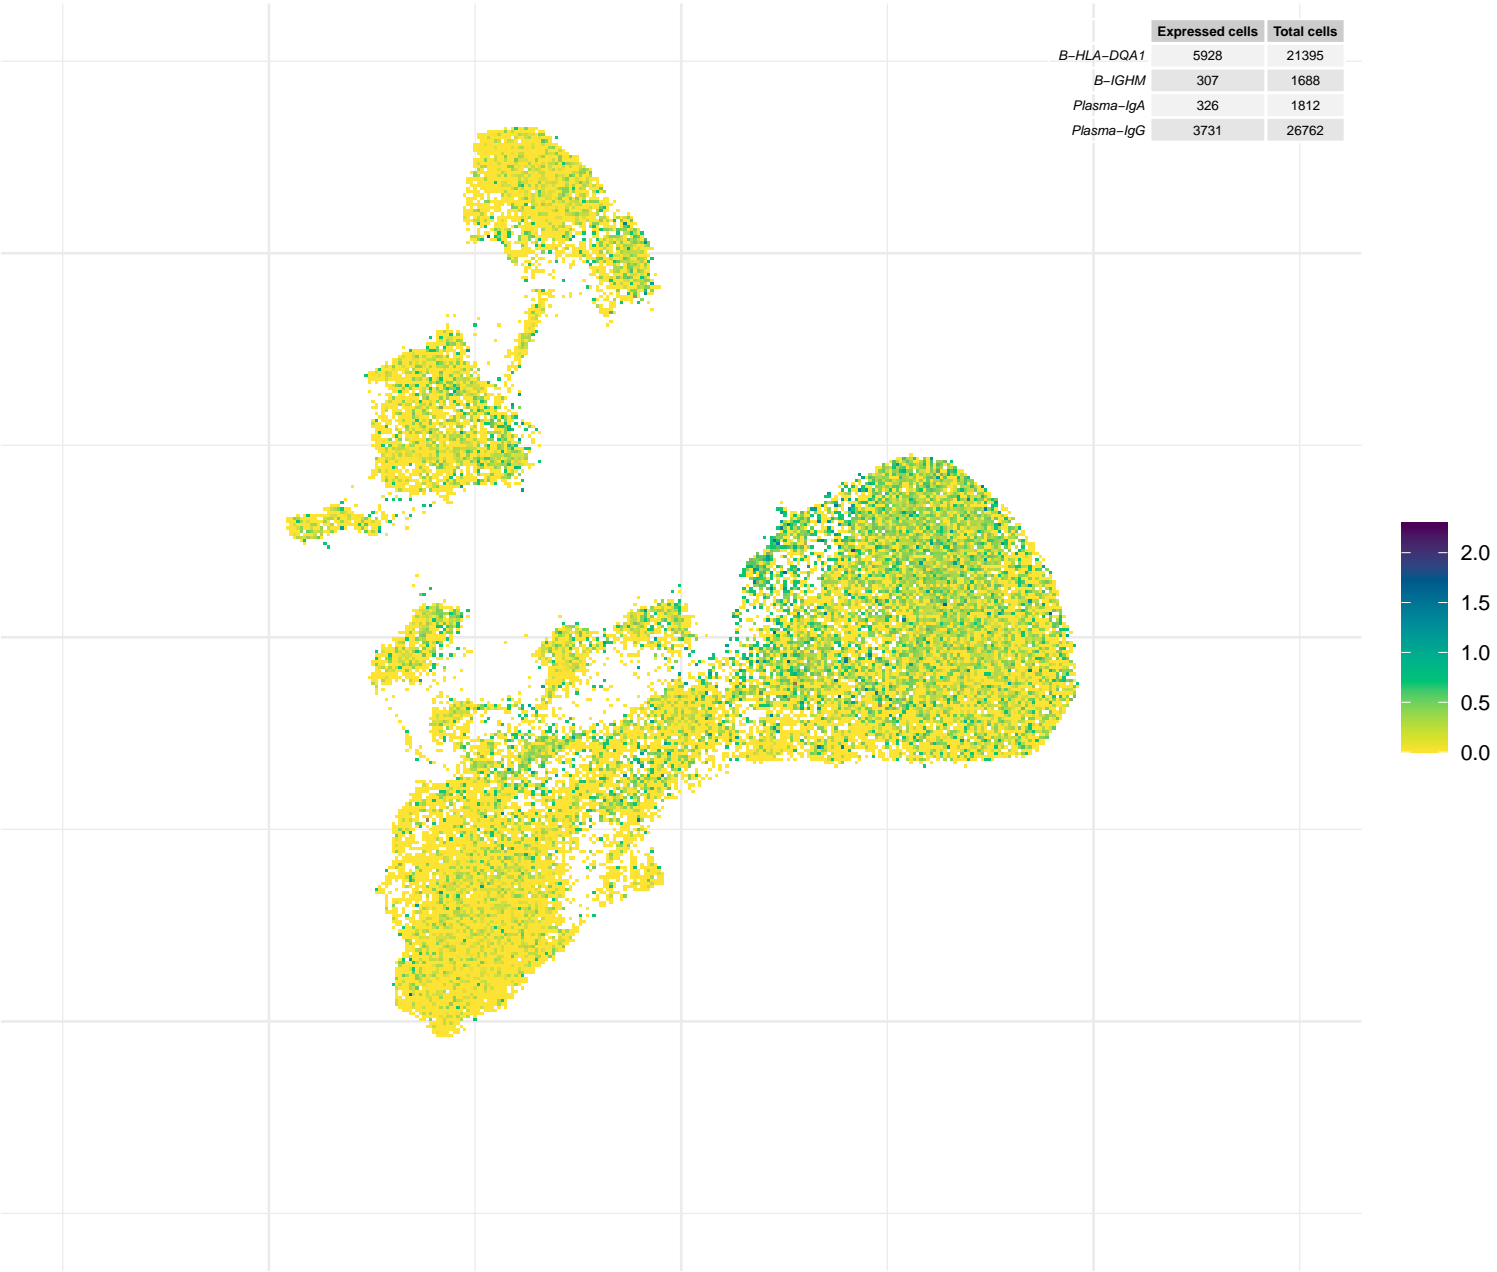 Expressed cells Total cells
B−HLA−DQA1 5928 21395
B−IGHM 307 1688
Plasma−IgA 326 1812
Plasma−IgG 3731 26762
2.0
1.5
1.0
0.5
0.0